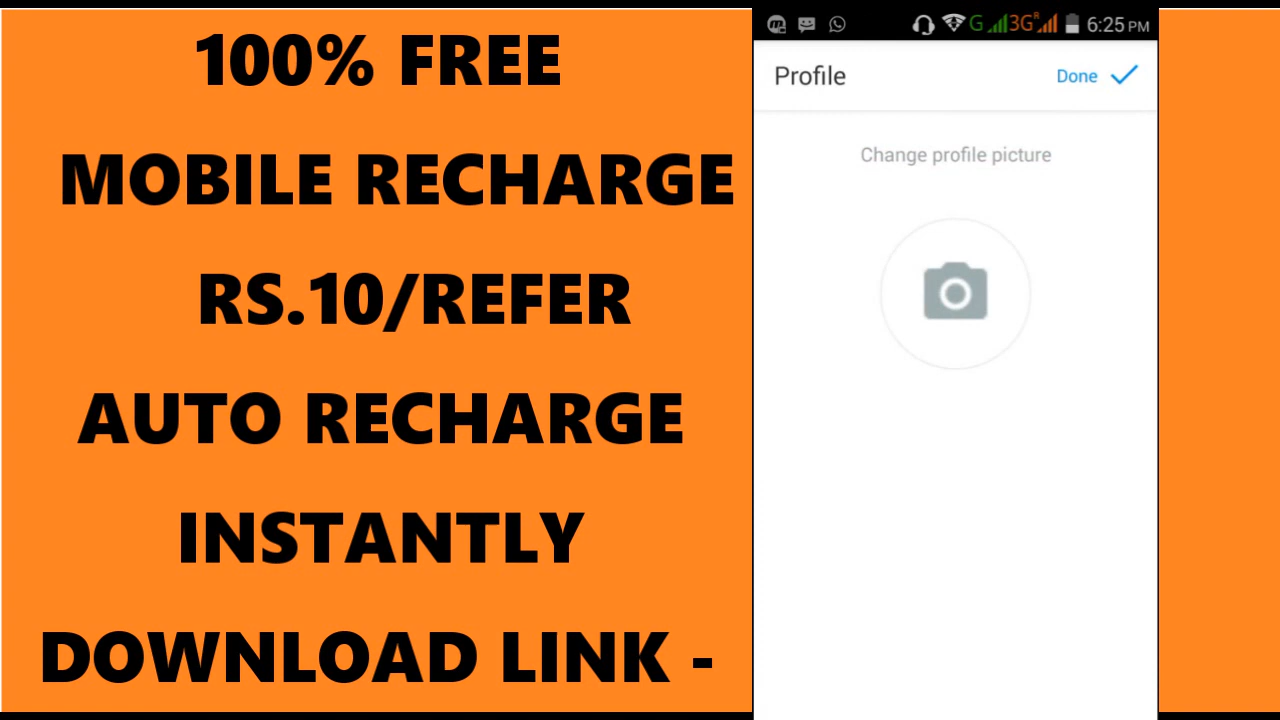 100% FREE
MOBILE RECHARGE
RS.10/REFER
AUTO RECHARGE
INSTANTLY
DOWNLOAD LINK -
G 3G R 6:25 PM
Profile Done
Change profile picture